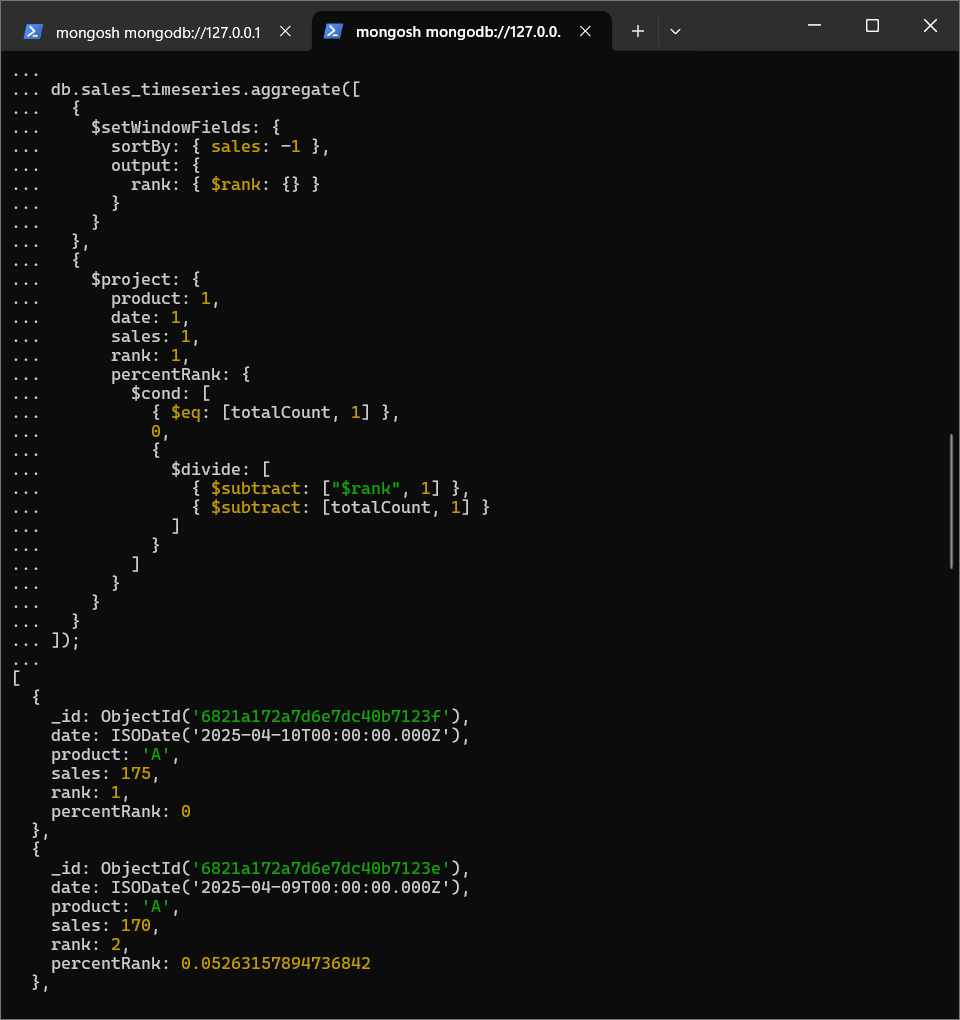 mongosh mongodb://127.0.0.1
mongosh mongodb://127.0.0.
...
... db.sales_timeseries.aggregate([
...   {
...     $setWindowFields: {
...       sortBy: { sales: -1 },
...       output: {
...         rank: { $rank: {} }
...       }
...     }
...   },
...   {
...     $project: {
...       product: 1,
...       date: 1,
...       sales: 1,
...       rank: 1,
...       percentRank: {
...         $cond: [
...           { $eq: [totalCount, 1] },
...           0,
...           {
...             $divide: [
...               { $subtract: ["$rank", 1] },
...               { $subtract: [totalCount, 1] }
...             ]
...           }
...         ]
...       }
...     }
...   }
... ]);
...
[
  {
    _id: ObjectId('6821a172a7d6e7dc40b7123f'),
    date: ISODate('2025-04-10T00:00:00.000Z'),
    product: 'A',
    sales: 175,
    rank: 1,
    percentRank: 0
  },
  {
    _id: ObjectId('6821a172a7d6e7dc40b7123e'),
    date: ISODate('2025-04-09T00:00:00.000Z'),
    product: 'A',
    sales: 170,
    rank: 2,
    percentRank: 0.05263157894736842
  },